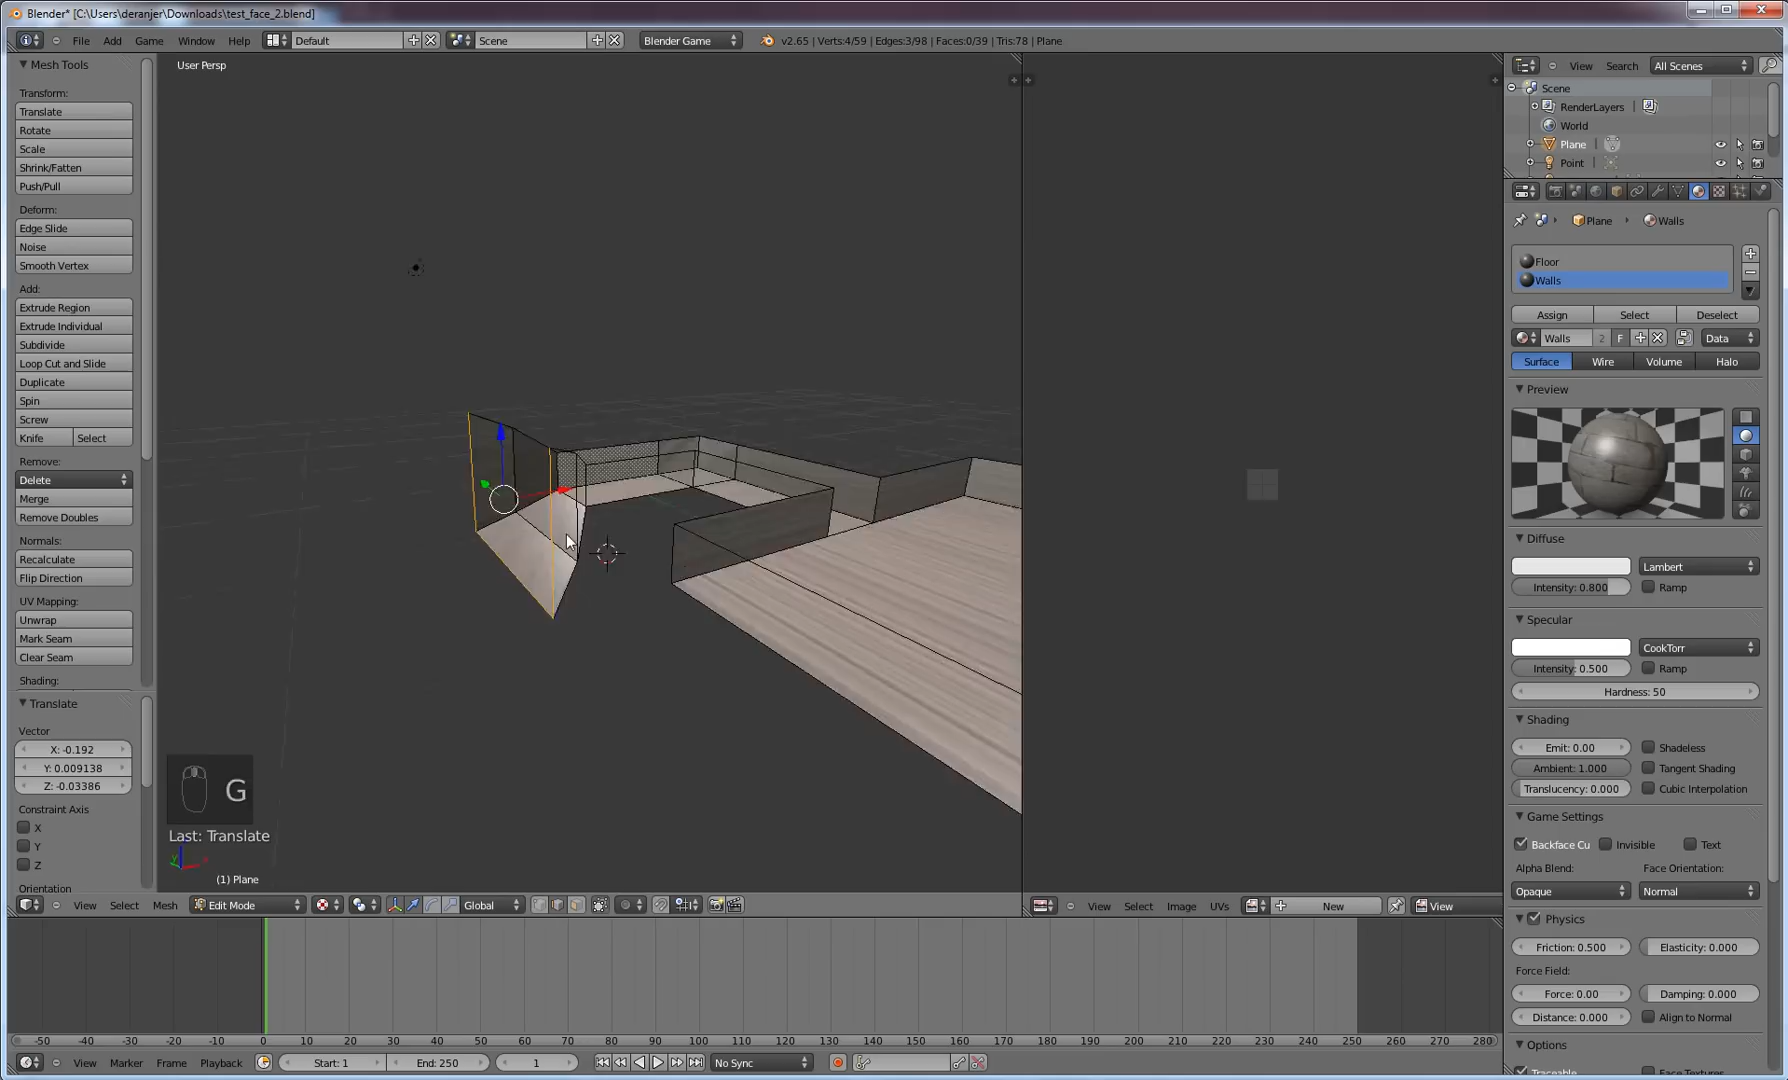 Blender* [C:\Users\deranjer\Downloads\test_face_2.blend]
File Add Game Window Help Default Scene Blender Game v2.65 | Verts:4/59 | Edges:3/98 | Faces:0/39 | Tris:78 | Plane
Mesh Tools
Transform:
Translate
Rotate
Scale
Shrink/Fatten
Push/Pull
Deform:
Edge Slide
Noise
Smooth Vertex
Add:
Extrude Region
Extrude Individual
Subdivide
Loop Cut and Slide
Duplicate
Spin
Screw
Knife Select
Remove:
Delete
Merge
Remove Doubles
Normals:
Recalculate
Flip Direction
UV Mapping:
Unwrap
Mark Seam
Clear Seam
Shading:
Translate
Vector
X: -0.192
Y: 0.009138
Z: -0.03386
Constraint Axis
X
Y
Z
Orientation
User Persp
G
Last: Translate
(1) Plane
View Select Mesh Edit Mode Global
View Select Image UVs New View
View Search All Scenes
Scene
RenderLayers
World
Plane
Point
Plane Walls
Floor
Walls
Assign Select Deselect
Walls 2 F Data
Surface Wire Volume Halo
Preview
Diffuse
Lambert
Intensity: 0.800 Ramp
Specular
CookTorr
Intensity: 0.500 Ramp
Hardness: 50
Shading
Emit: 0.00 Shadeless
Ambient: 1.000 Tangent Shading
Translucency: 0.000 Cubic Interpolation
Game Settings
Backface Cu Invisible Text
Alpha Blend: Face Orientation:
Opaque Normal
Physics
Friction: 0.500 Elasticity: 0.000
Force Field:
Force: 0.00 Damping: 0.000
Distance: 0.000 Align to Normal
Options
Traceable Face Textures
-50 -40 -30 -20 -10 0 10 20 30 40 50 60 70 80 90 100 110 120 130 140 150 160 170 180 190 200 210 220 230 240 250 260 270 280
View Marker Frame Playback Start: 1 End: 250 1 No Sync